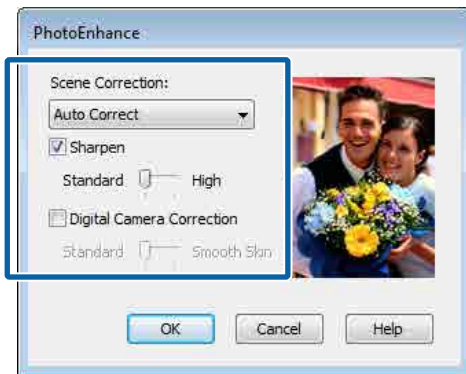 PhotoEnhance
Scene Correction:
Auto Correct
Sharpen
Standard High
Digital Camera Correction
Standard Smooth Skin
OK Cancel Help